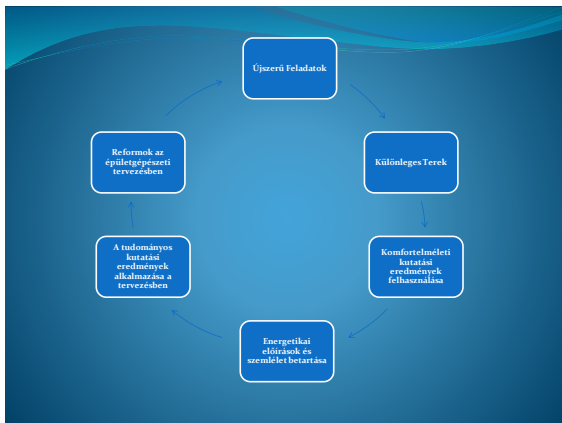 Újszerű Feladatok
Különleges Terek
Komfortelméleti
kutatási
eredmények
felhasználása
Energetikai
előírások és
szemlélet betartása
A tudományos
kutatási
eredmények
alkalmazása a
tervezésben
Reformok az
épületgépészeti
tervezésben